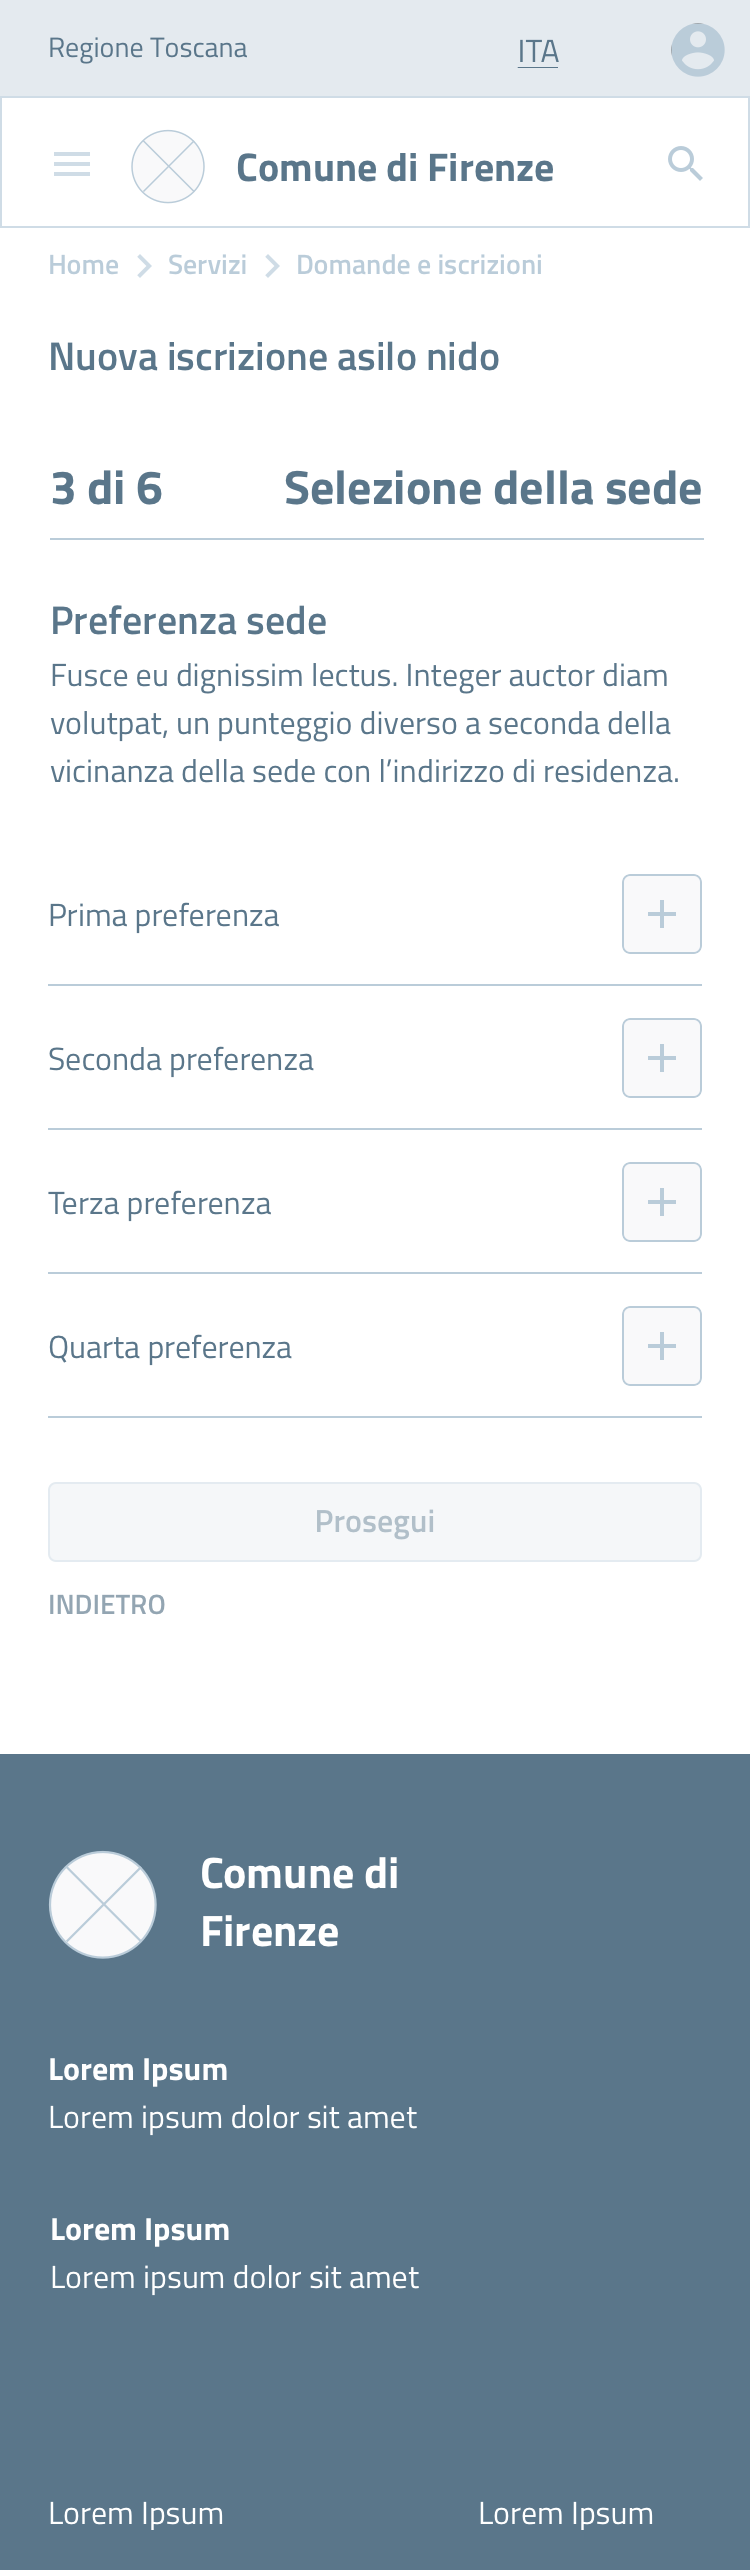 Regione Toscana
ITA
Comune di Firenze
Home Servizi Domande e iscrizioni
Nuova iscrizione asilo nido
3 di 6 Selezione della sede
Preferenza sede
Fusce eu dignissim lectus. Integer auctor diam
volutpat, un punteggio diverso a seconda della
vicinanza della sede con l’indirizzo di residenza.
Prima preferenza
Seconda preferenza
Terza preferenza
Quarta preferenza
Prosegui
INDIETRO
Comune di
Firenze
Lorem Ipsum
Lorem ipsum dolor sit amet
Lorem Ipsum
Lorem ipsum dolor sit amet
Lorem Ipsum Lorem Ipsum